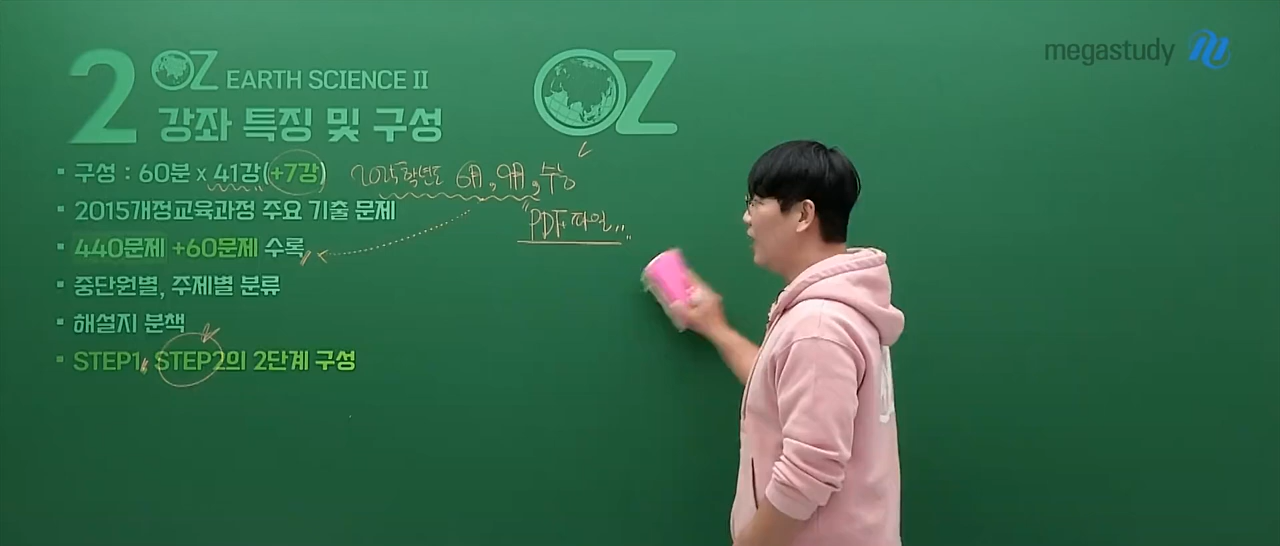 megastudy
2 OZ EARTH SCIENCE II
강좌 특징 및 구성
OZ
구성 : 60분 x 41강(+7강) 2025학년도 6月, 9月, 수능
2015개정교육과정 주요 기출 문제
"PDF 파일"
440문제 +60문제 수록
중단원별, 주제별 분류
해설지 분책
STEP1, STEP2의 2단계 구성